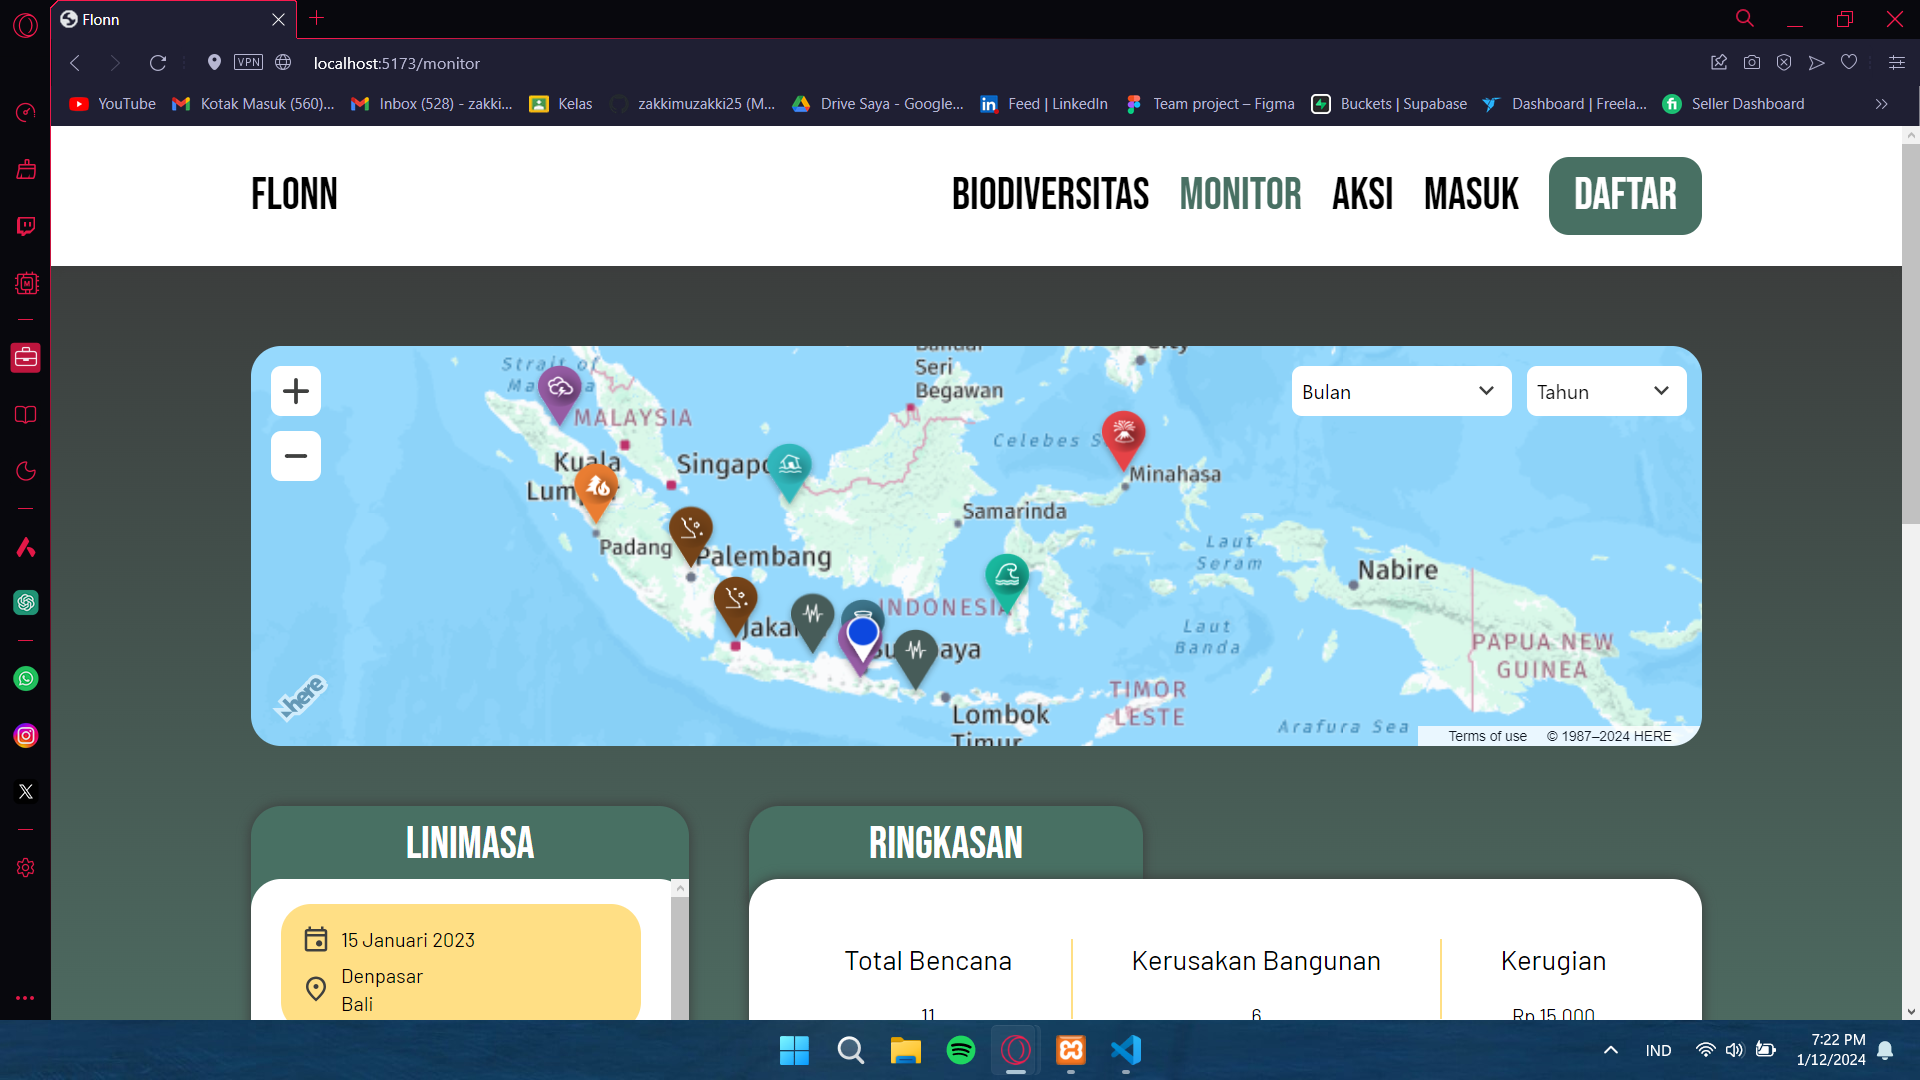 Flonn
VPN
localhost:5173/monitor
YouTube
Kotak Masuk (560)...
Inbox (528) - zakki...
Kelas
zakkimuzakki25 (M...
Drive Saya - Google...
Feed | LinkedIn
Team project – Figma
Buckets | Supabase
Dashboard | Freela...
Seller Dashboard
FLONN
BIODIVERSITAS
MONITOR
AKSI
MASUK
DAFTAR
Strait of
Seri
Begawan
Bulan
Tahun
MALAYSIA
Celebes S
Kuala
Singapo
Minahasa
Samarinda
Padang
Palembang
Laut
Seram
Nabire
INDONESIA
Jaka
aya
Laut
Banda
PAPUA NEW
GUINEA
here
TIMOR
LESTE
Lombok
Timur
Arafura Sea
Terms of use
© 1987–2024 HERE
LINIMASA
RINGKASAN
15 Januari 2023
Denpasar
Bali
Total Bencana
11
Kerusakan Bangunan
6
Kerugian
Rp 15.000
IND
7:22 PM
1/12/2024